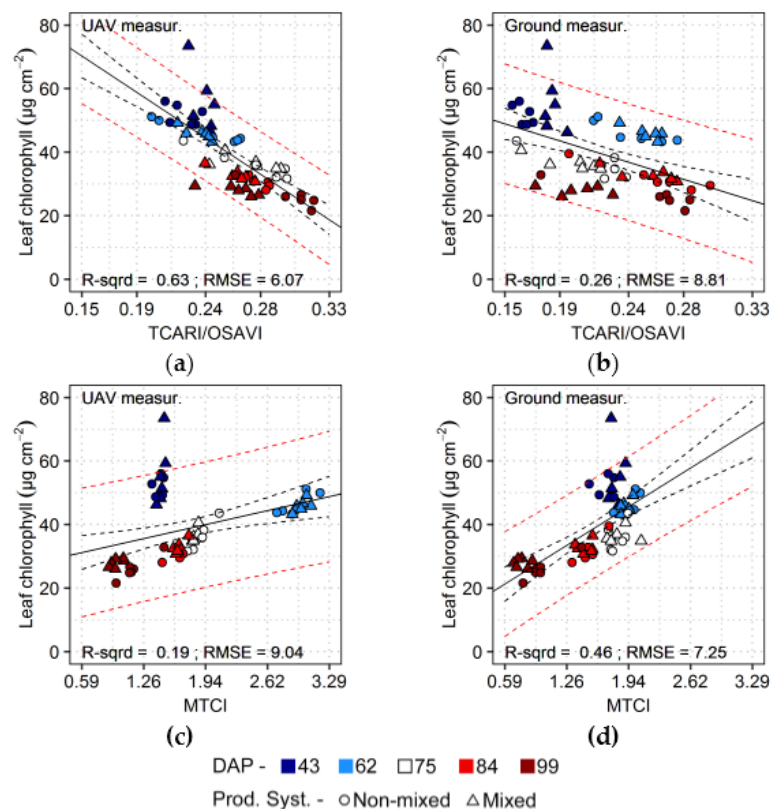 UAV measur.
Leaf chlorophyll (µg cm⁻²)
80
60
40
20
0
R-sqrd = 0.63 ; RMSE = 6.07
0.15 0.19 0.24 0.28 0.33
TCARI/OSAVI
(a)
Ground measur.
Leaf chlorophyll (µg cm⁻²)
80
60
40
20
0
R-sqrd = 0.26 ; RMSE = 8.81
0.15 0.19 0.24 0.28 0.33
TCARI/OSAVI
(b)
UAV measur.
Leaf chlorophyll (µg cm⁻²)
80
60
40
20
0
R-sqrd = 0.19 ; RMSE = 9.04
0.59 1.26 1.94 2.62 3.29
MTCI
(c)
Ground measur.
Leaf chlorophyll (µg cm⁻²)
80
60
40
20
0
R-sqrd = 0.46 ; RMSE = 7.25
0.59 1.26 1.94 2.62 3.29
MTCI
(d)
DAP - 43 62 75 84 99
Prod. Syst. - Non-mixed Mixed